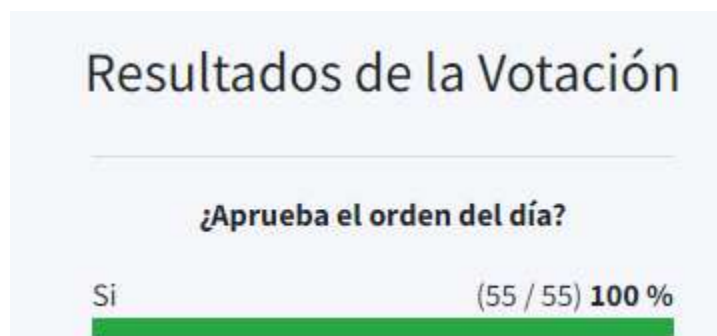 Resultados de la Votación
¿Aprueba el orden del día?
Si (55 / 55) 100 %